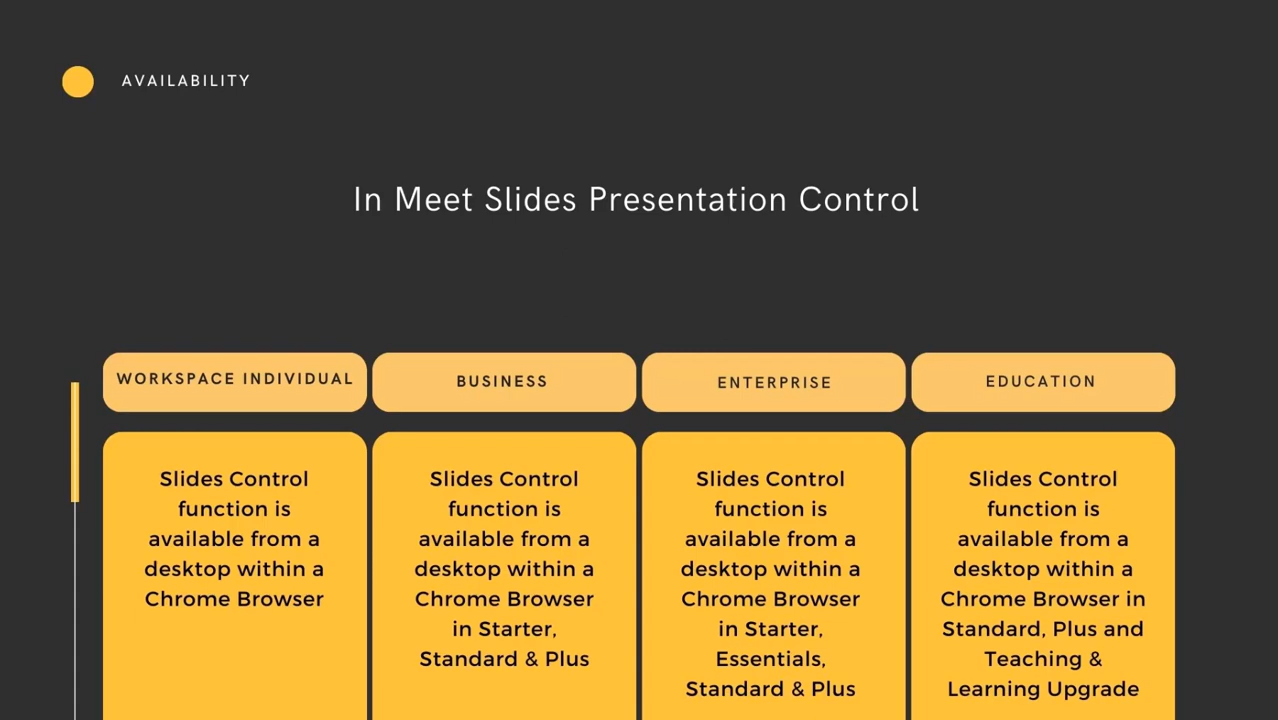 AVAILABILITY
In Meet Slides Presentation Control
WORKSPACE INDIVIDUAL
Slides Control
function is
available from a
desktop within a
Chrome Browser
BUSINESS
Slides Control
function is
available from a
desktop within a
Chrome Browser
in Starter,
Standard & Plus
ENTERPRISE
Slides Control
function is
available from a
desktop within a
Chrome Browser
in Starter,
Essentials,
Standard & Plus
EDUCATION
Slides Control
function is
available from a
desktop within a
Chrome Browser in
Standard, Plus and
Teaching &
Learning Upgrade